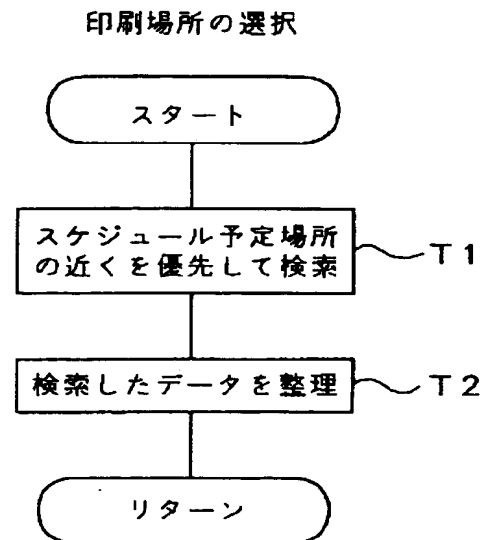 印刷場所の選択
スタート
スケジュール予定場所
の近くを優先して検索
T1
検索したデータを整理
T2
リターン